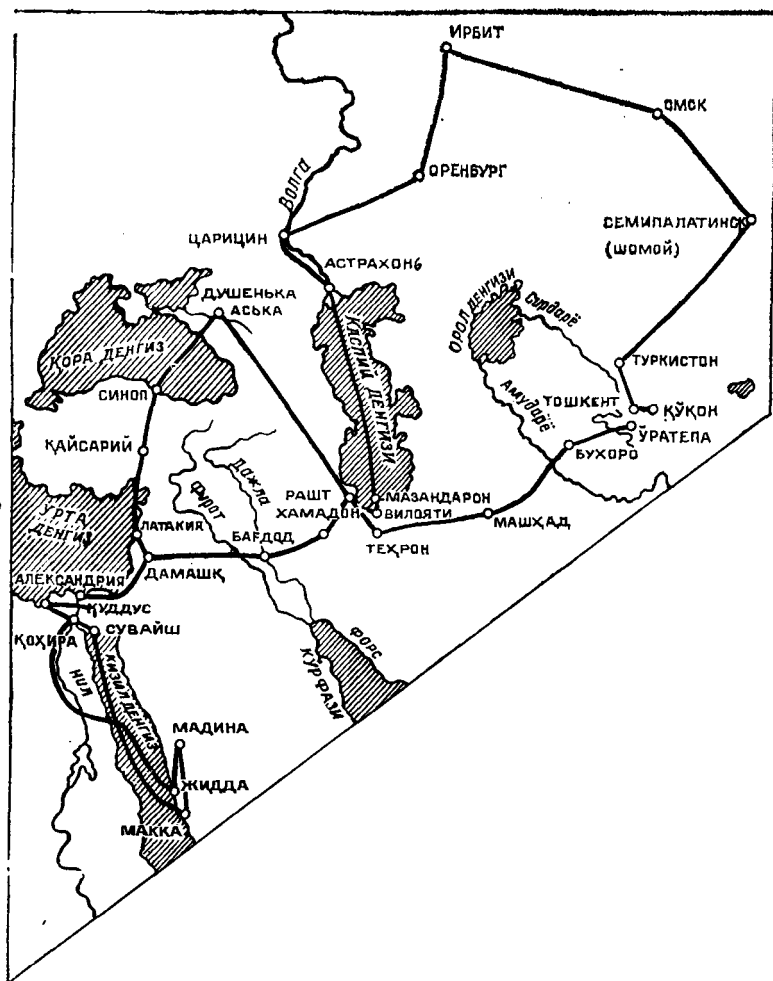 ИРБИТ
ОМСК
ОРЕНБУРГ
Волга
СЕМИПАЛАТИНСК
(ШОМОЙ)
ЦАРИЦИН
АСТРАХОНЬ
ДУШЕНЬКА
АСЬКА
ОРОЛ ДЕНГИЗИ
Сирдарё
КАСПИЙ ДЕНГИЗИ
ҚОРА ДЕНГИЗ
ТУРКИСТОН
Амударё
СИНОП
ТОШКЕНТ
ҚЎҚОН
ЎРАТЕПА
БУХОРО
ҚАЙСАРИЙ
Дажла
Фирот
РАШТ
МАЗАНДАРОН
ХАМАДОН
ВИЛОЯТИ
МАШҲАД
УРТА
ДЕНГИЗ
ЛАТАКИЯ
БАҒДОД
ТЕҲРОН
ДАМАШҚ
АЛЕКСАНДРИЯ
ҚУДДУС
ҚОҲИРА
СУВАЙШ
ФОРС
КЎРФАЗИ
НИЛ
ҚИЗИЛ ДЕНГИЗ
МАДИНА
ЖИДДА
МАККА